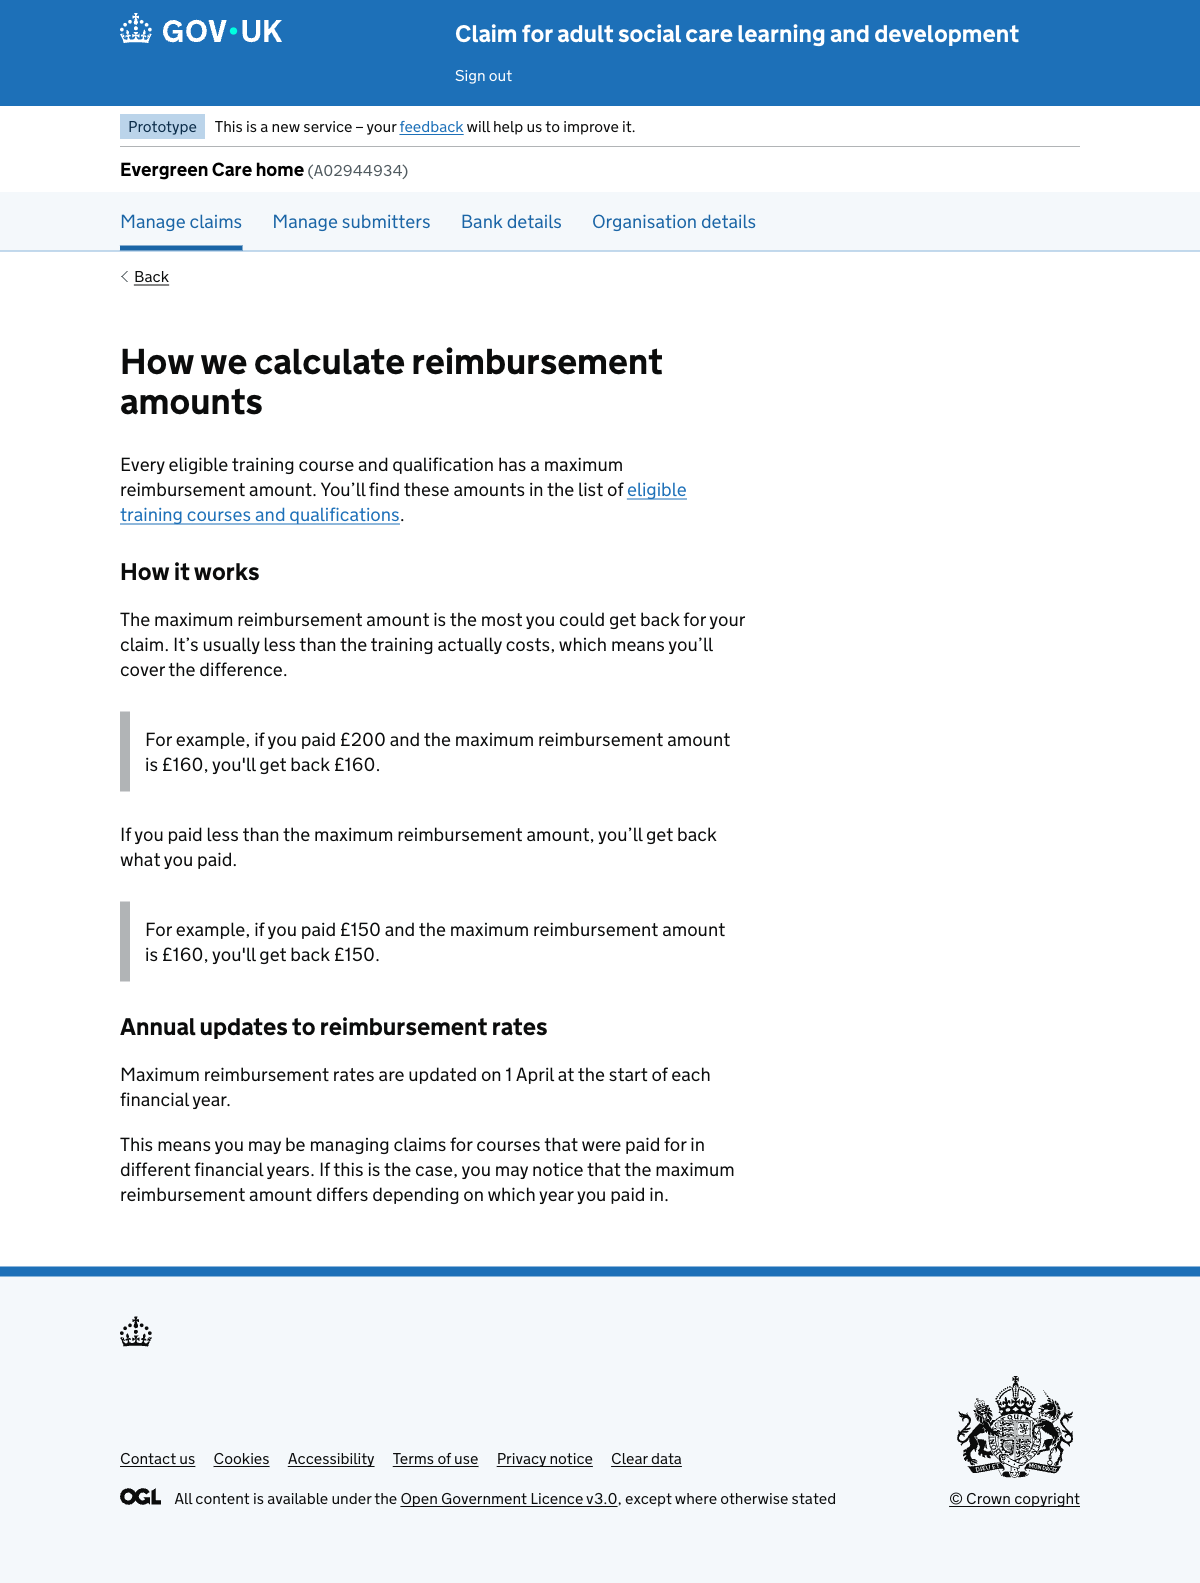 GOV·UK
Claim for adult social care learning and development
Sign out
Prototype This is a new service – your feedback will help us to improve it.
Evergreen Care home (A02944934)
Manage claims Manage submitters Bank details Organisation details
Back
How we calculate reimbursement
amounts
Every eligible training course and qualification has a maximum
reimbursement amount. You’ll find these amounts in the list of eligible
training courses and qualifications.
How it works
The maximum reimbursement amount is the most you could get back for your
claim. It’s usually less than the training actually costs, which means you’ll
cover the difference.
For example, if you paid £200 and the maximum reimbursement amount
is £160, you'll get back £160.
If you paid less than the maximum reimbursement amount, you’ll get back
what you paid.
For example, if you paid £150 and the maximum reimbursement amount
is £160, you'll get back £150.
Annual updates to reimbursement rates
Maximum reimbursement rates are updated on 1 April at the start of each
financial year.
This means you may be managing claims for courses that were paid for in
different financial years. If this is the case, you may notice that the maximum
reimbursement amount differs depending on which year you paid in.
Contact us Cookies Accessibility Terms of use Privacy notice Clear data
OGL All content is available under the Open Government Licence v3.0, except where otherwise stated
© Crown copyright